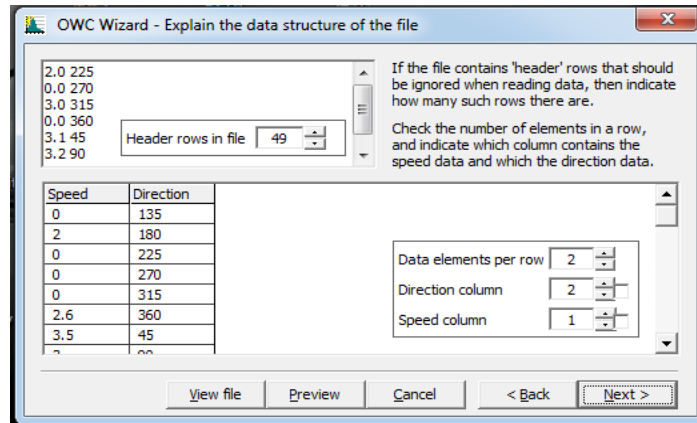 OWC Wizard - Explain the data structure of the file
2.0 225
0.0 270
3.0 315
0.0 360
3.1 45
3.2 90
Header rows in file 49
If the file contains 'header' rows that should
be ignored when reading data, then indicate
how many such rows there are.
Check the number of elements in a row,
and indicate which column contains the
speed data and which the direction data.
Speed Direction
0 135
2 180
0 225
0 270
0 315
2.6 360
3.5 45
Data elements per row 2
Direction column 2
Speed column 1
View file Preview Cancel < Back Next >